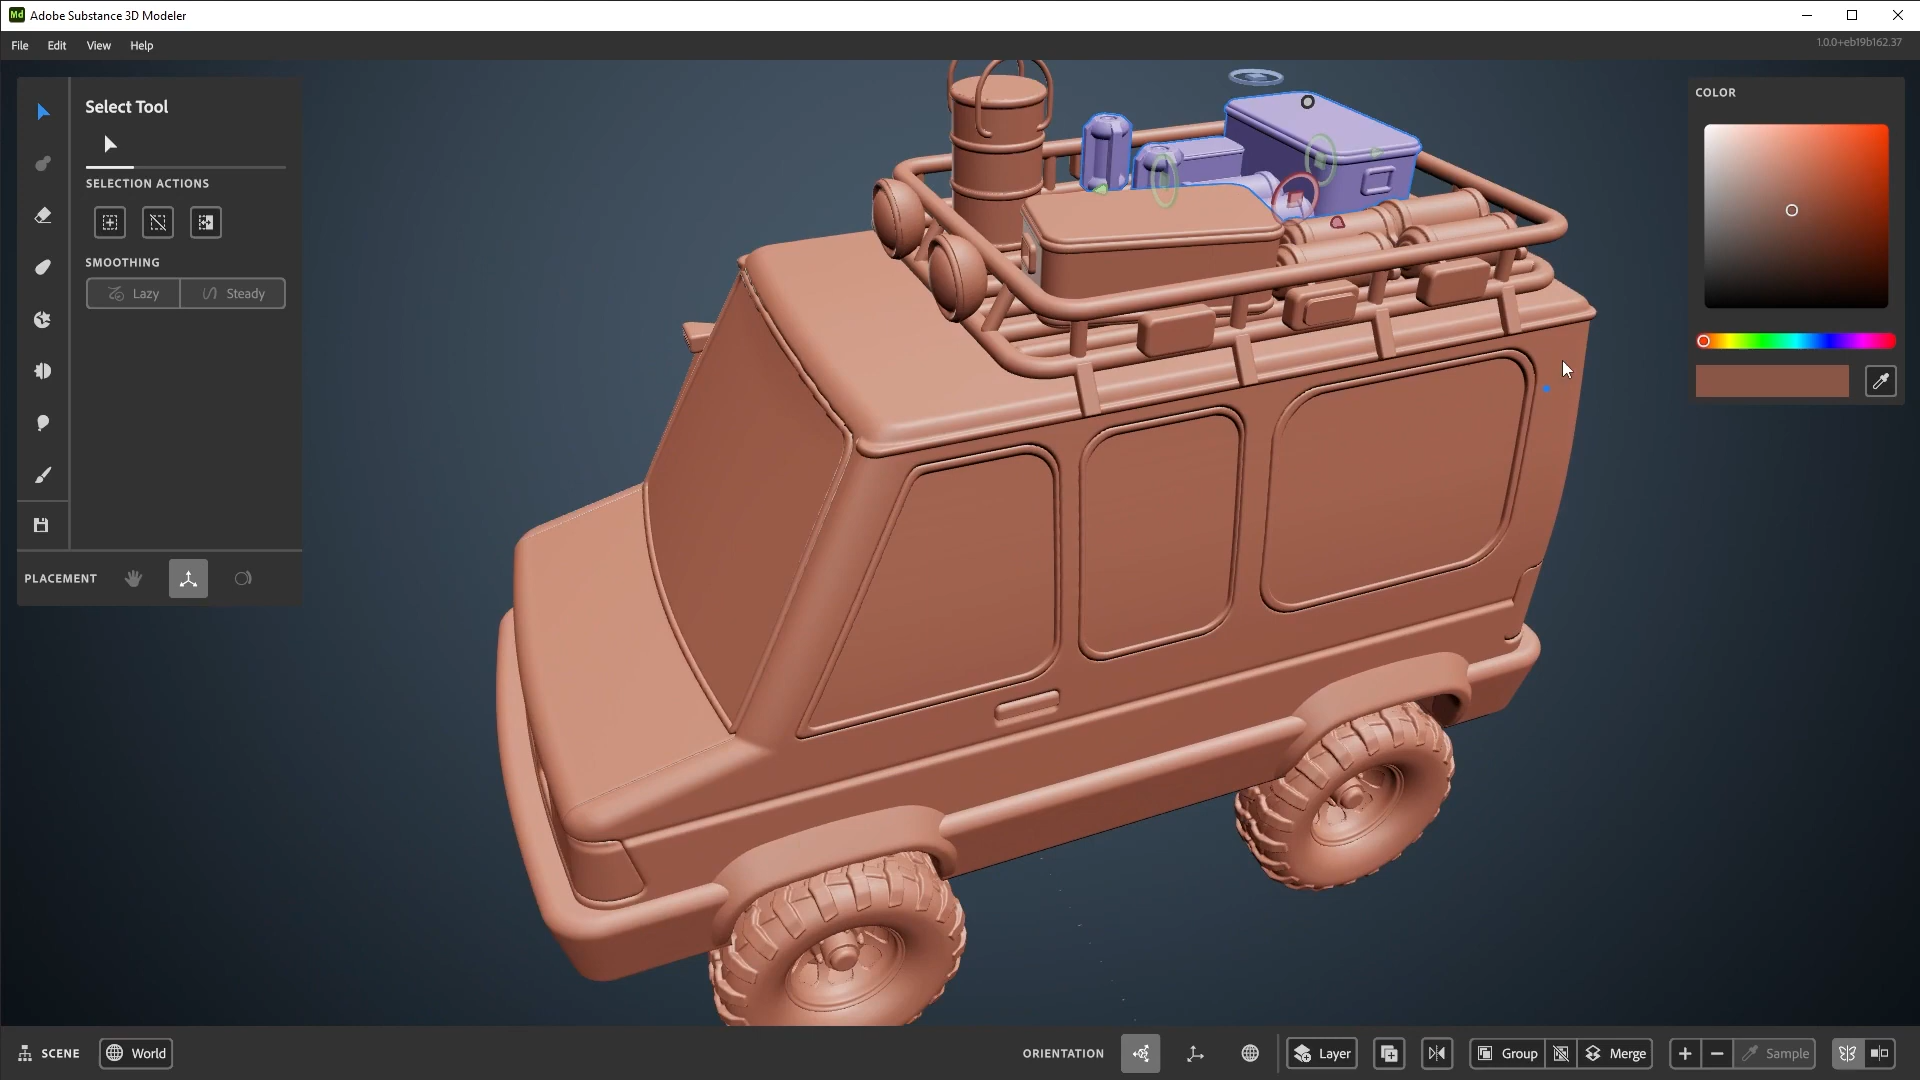 Md Adobe Substance 3D Modeler
File Edit View Help
1.0.0+eb19b162.37
Select Tool
SELECTION ACTIONS
SMOOTHING
Lazy Steady
PLACEMENT
COLOR
SCENE World
ORIENTATION
Layer Group Merge Sample